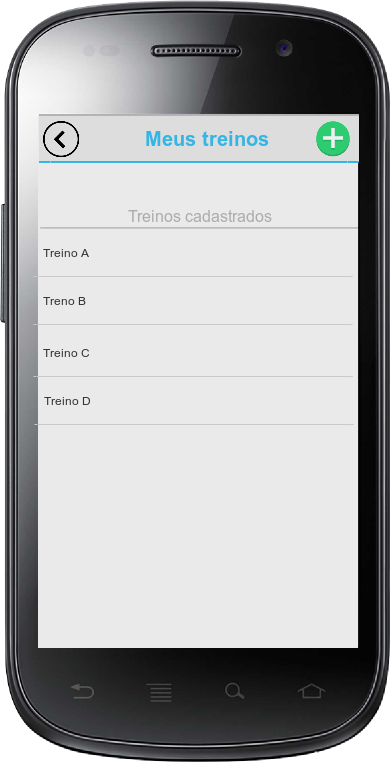 Meus treinos
Treinos cadastrados
Treino A
Treno B
Treino C
Treino D